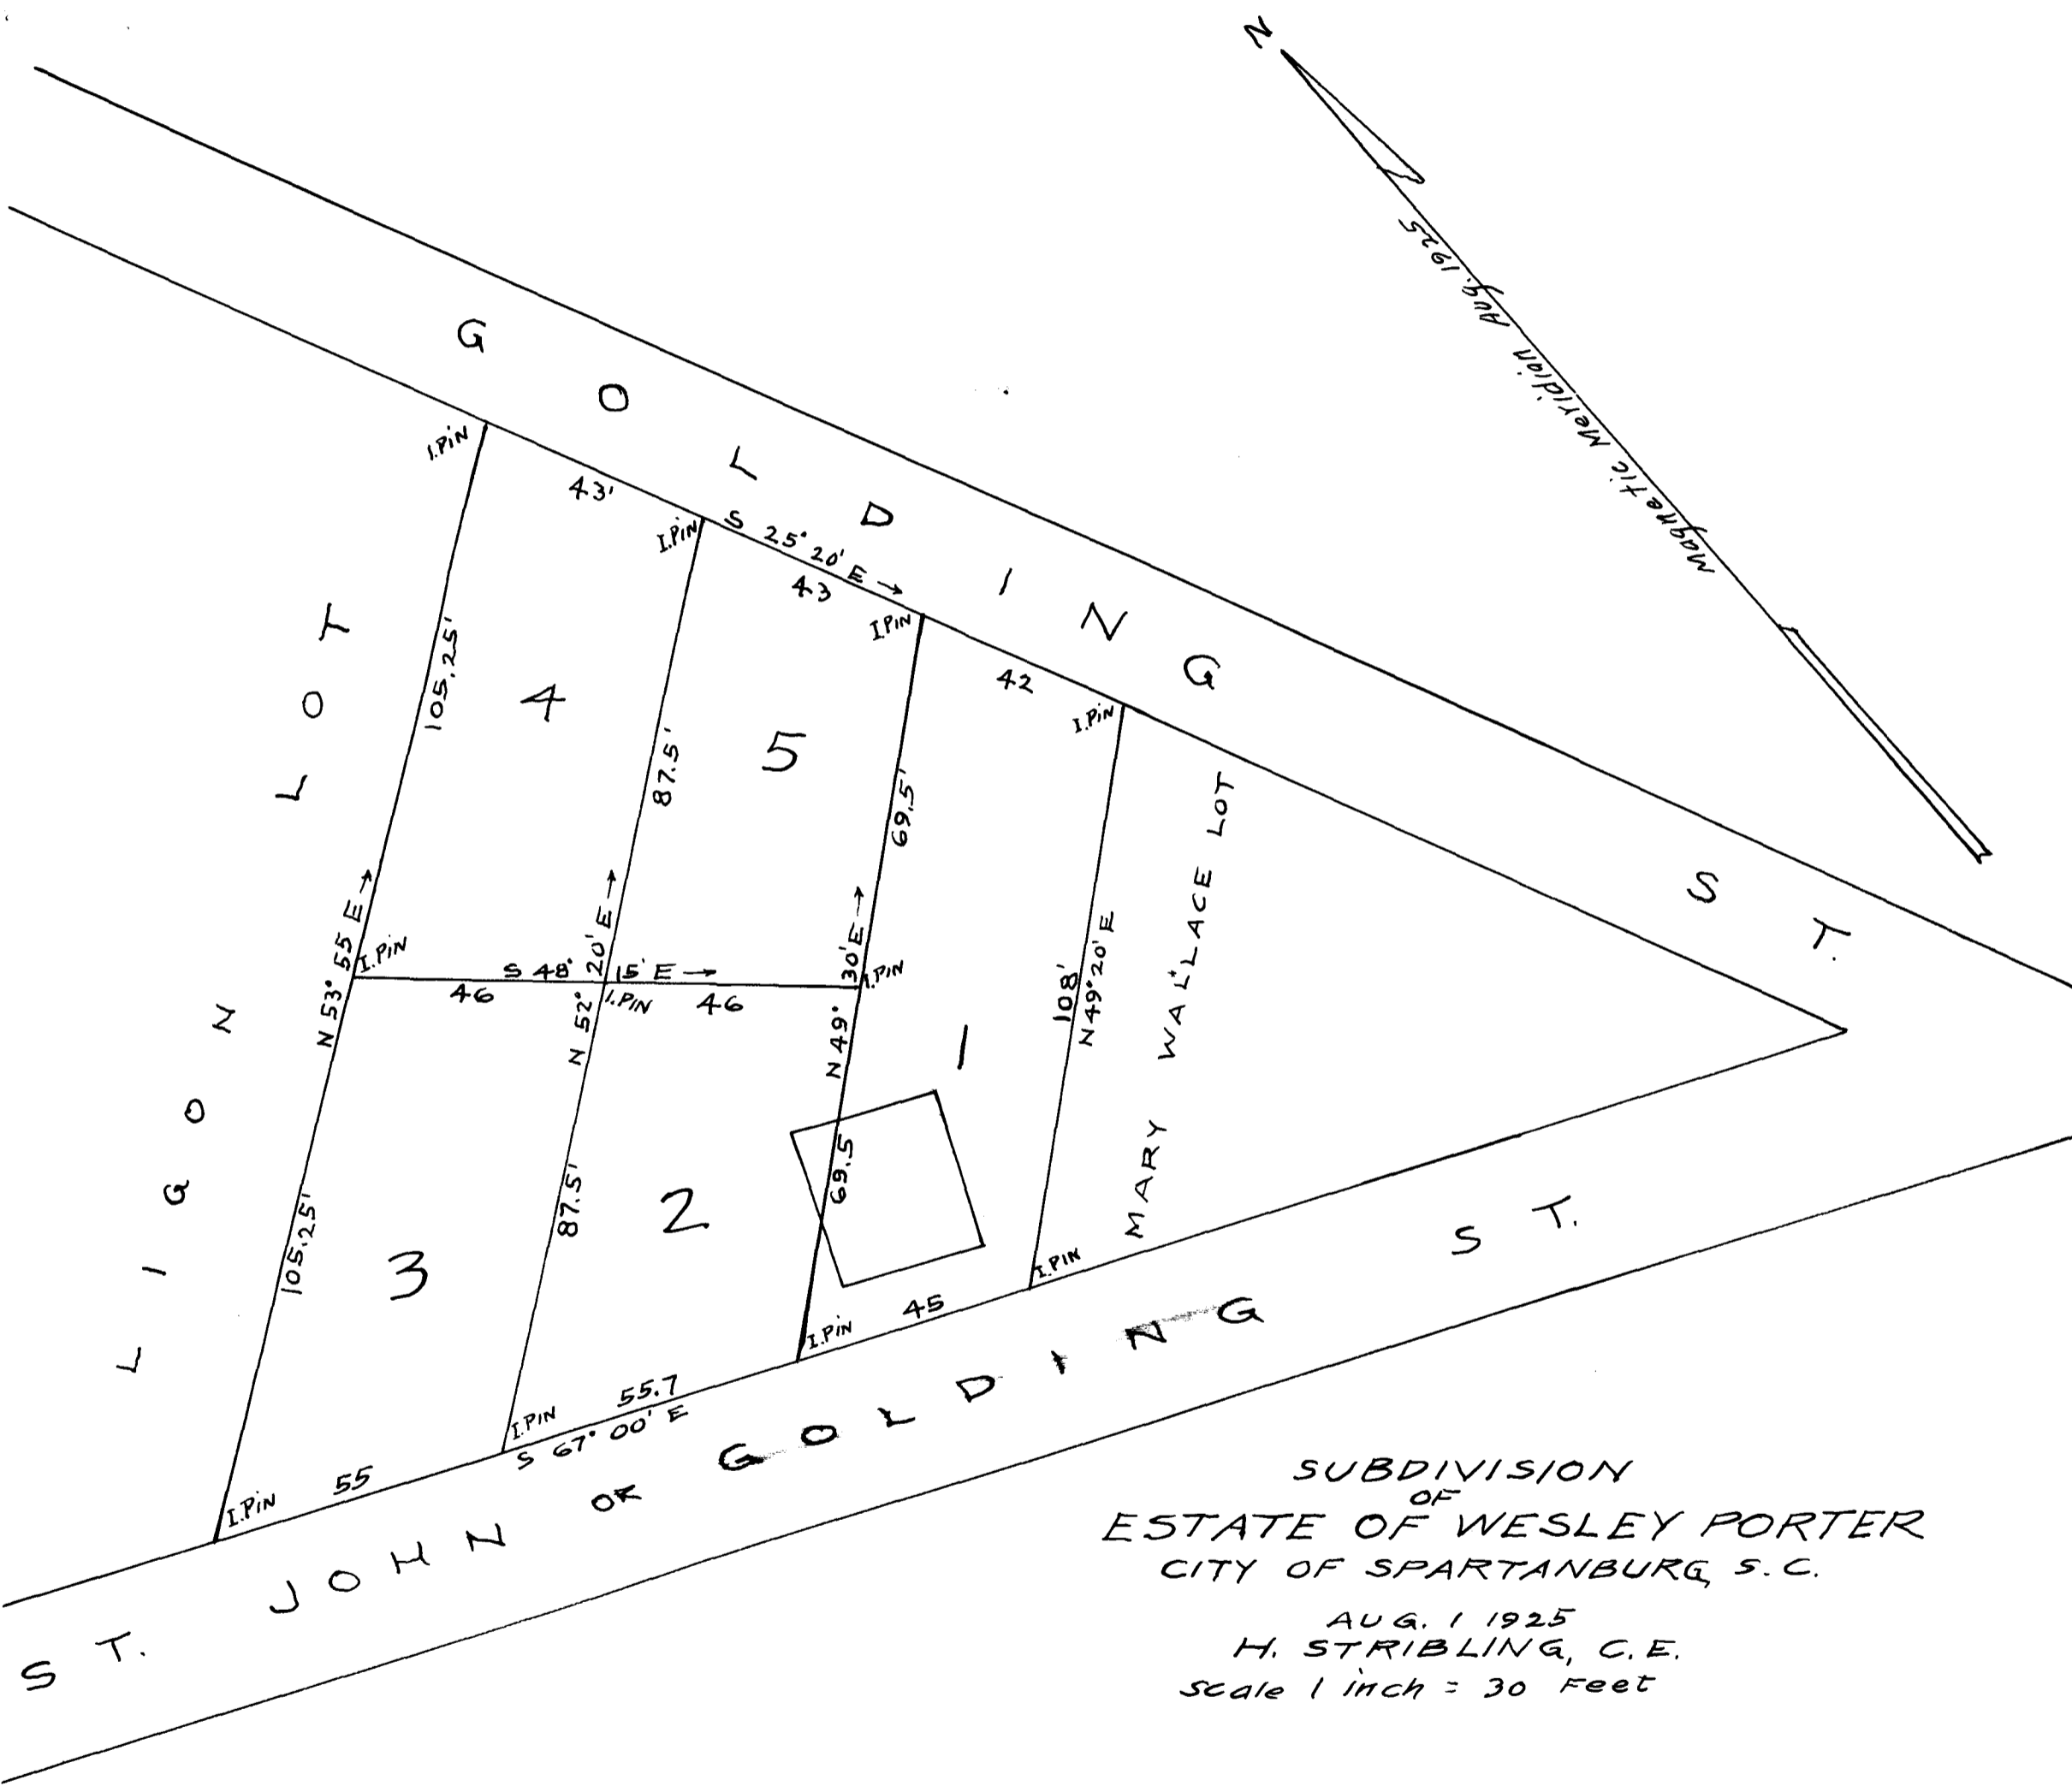 N
Magnetic Meridian Aug. 1925
GOLDING ST.
I.PIN
43'
I.PIN
S 25° 20' E →
43
I.PIN
42
I.PIN
LIGON LOT
105.25'
4
87.5'
5
69.5'
MARY WALLACE LOT
N 53° 55 E →
I.PIN
N 52° 20' E →
S 48° 15' E →
46
I.PIN
46
N 49° 30' E →
I.PIN
108'
N 49° 20' E
1
105.25'
3
87.5'
2
69.5
I.PIN
45
I.PIN
55.7
S 67° 00' E
I.PIN
55
I.PIN
ST. JOHN OR GOLDING ST.
SUBDIVISION
OF
ESTATE OF WESLEY PORTER
CITY OF SPARTANBURG, S.C.
AUG. 1 1925
H. STRIBLING, C.E.
Scale 1 inch = 30 Feet